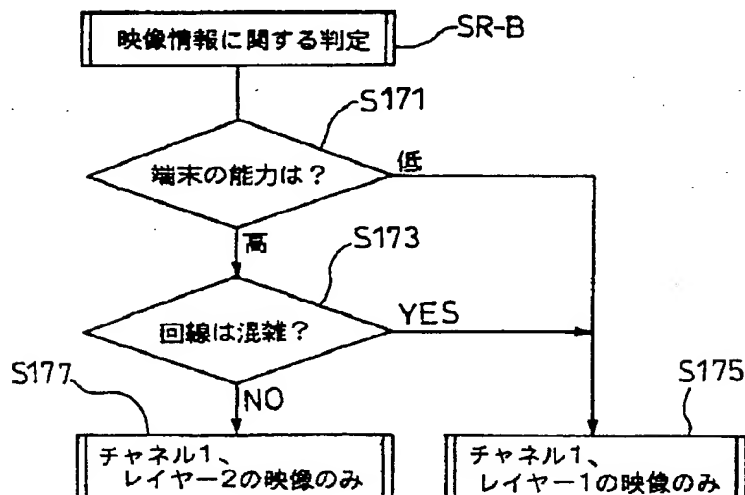 映像情報に関する判定
SR-B
S171
端末の能力は?
低
高
S173
回線は混雑?
YES
S177
NO
S175
チャネル1、
レイヤー2の映像のみ
チャネル1、
レイヤー1の映像のみ